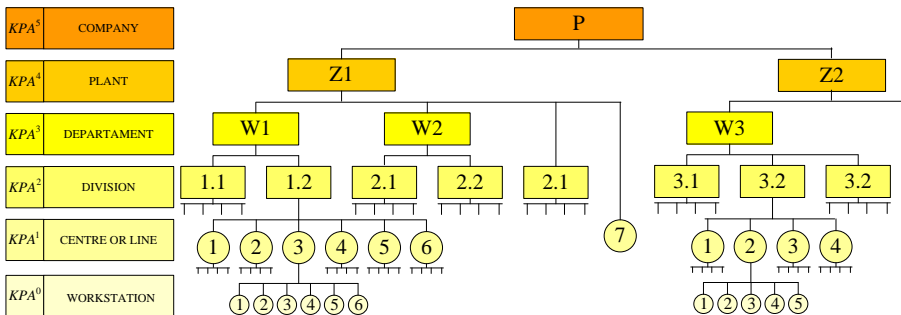 KPA⁵ COMPANY P
KPA⁴ PLANT Z1 Z2
KPA³ DEPARTAMENT W1 W2 W3
KPA² DIVISION 1.1 1.2 2.1 2.2 2.1 3.1 3.2 3.2
KPA¹ CENTRE OR LINE 1 2 3 4 5 6 7 1 2 3 4
KPA⁰ WORKSTATION 1 2 3 4 5 6 1 2 3 4 5